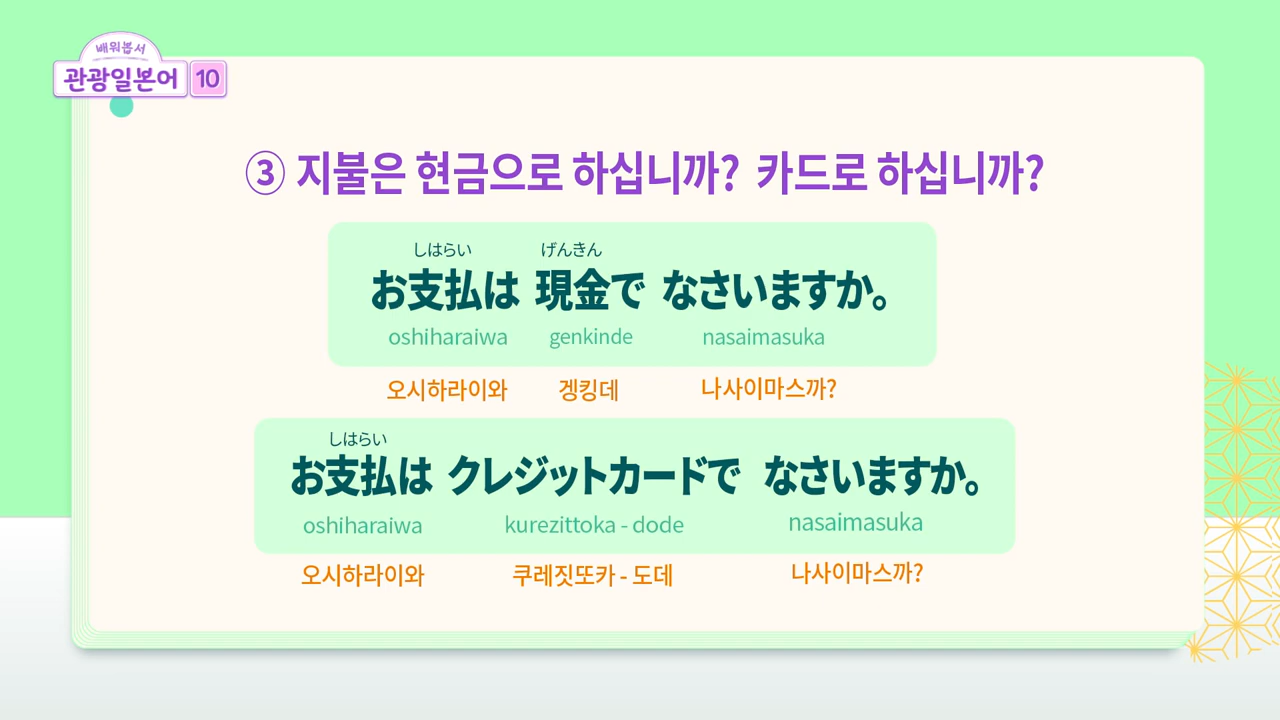 배워봅서
관광일본어 10
③ 지불은 현금으로 하십니까? 카드로 하십니까?
しはらい げんきん
お支払は 現金で なさいますか。
oshiharaiwa genkinde nasaimasuka
오시하라이와 겡킹데 나사이마스까?
しはらい
お支払は クレジットカードで なさいますか。
oshiharaiwa kurezittoka - dode nasaimasuka
오시하라이와 쿠레짓또카 - 도데 나사이마스까?